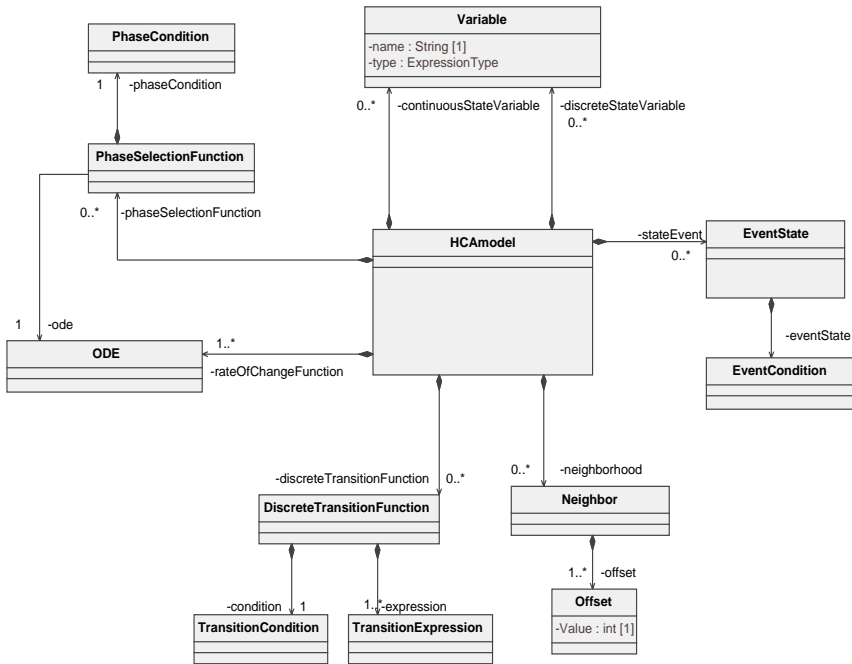 PhaseCondition
Variable
-name : String [1]
-type : ExpressionType
1 -phaseCondition
0..* -continuousStateVariable
-discreteStateVariable
0..*
PhaseSelectionFunction
0..* -phaseSelectionFunction
HCAmodel
-stateEvent
0..*
EventState
1 -ode
ODE
1..*
-rateOfChangeFunction
-eventState
EventCondition
-discreteTransitionFunction 0..*
0..* -neighborhood
DiscreteTransitionFunction
Neighbor
1..* -offset
-condition 1
1..* -expression
Offset
-Value : int [1]
TransitionCondition
TransitionExpression